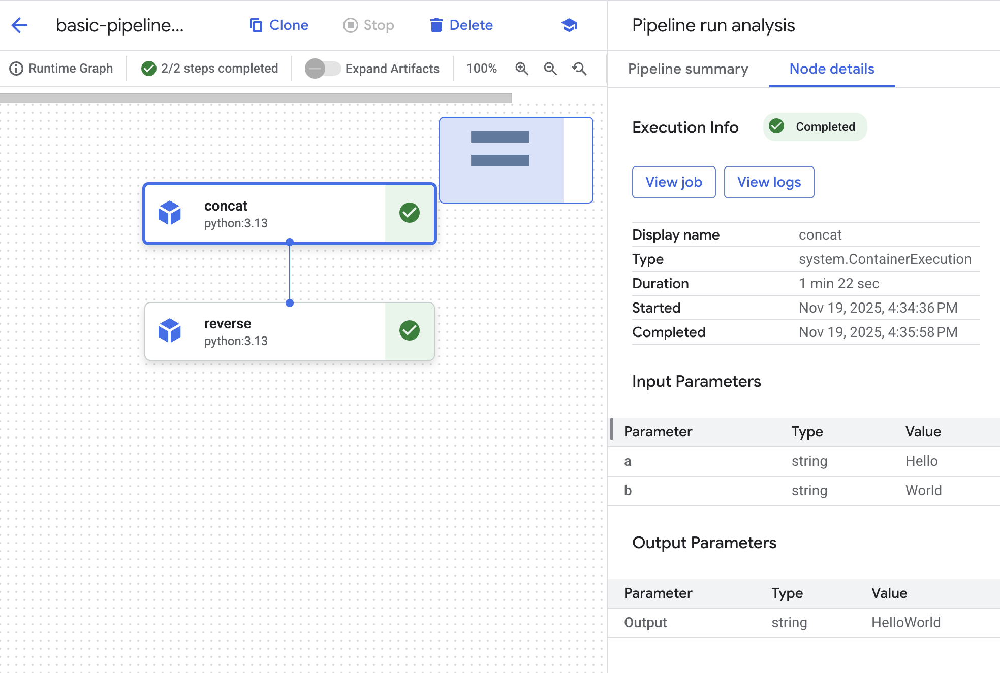 basic-pipeline...
Clone
Stop
Delete
Runtime Graph
2/2 steps completed
Expand Artifacts
100%
concat
python:3.13
reverse
python:3.13
Pipeline run analysis
Pipeline summary
Node details
Execution Info
Completed
View job
View logs
Display name concat
Type system.ContainerExecution
Duration 1 min 22 sec
Started Nov 19, 2025, 4:34:36 PM
Completed Nov 19, 2025, 4:35:58 PM
Input Parameters
Parameter Type Value
a string Hello
b string World
Output Parameters
Parameter Type Value
Output string HelloWorld